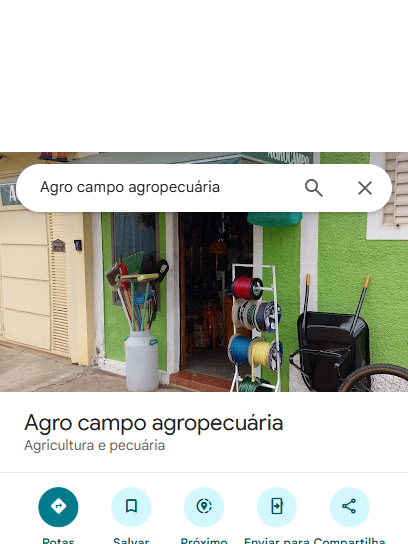 AGROCAMPO
Agro campo agropecuária
Agro campo agropecuária
Agricultura e pecuária
Rotas
Salvar
Próximo
Enviar para
Compartilha